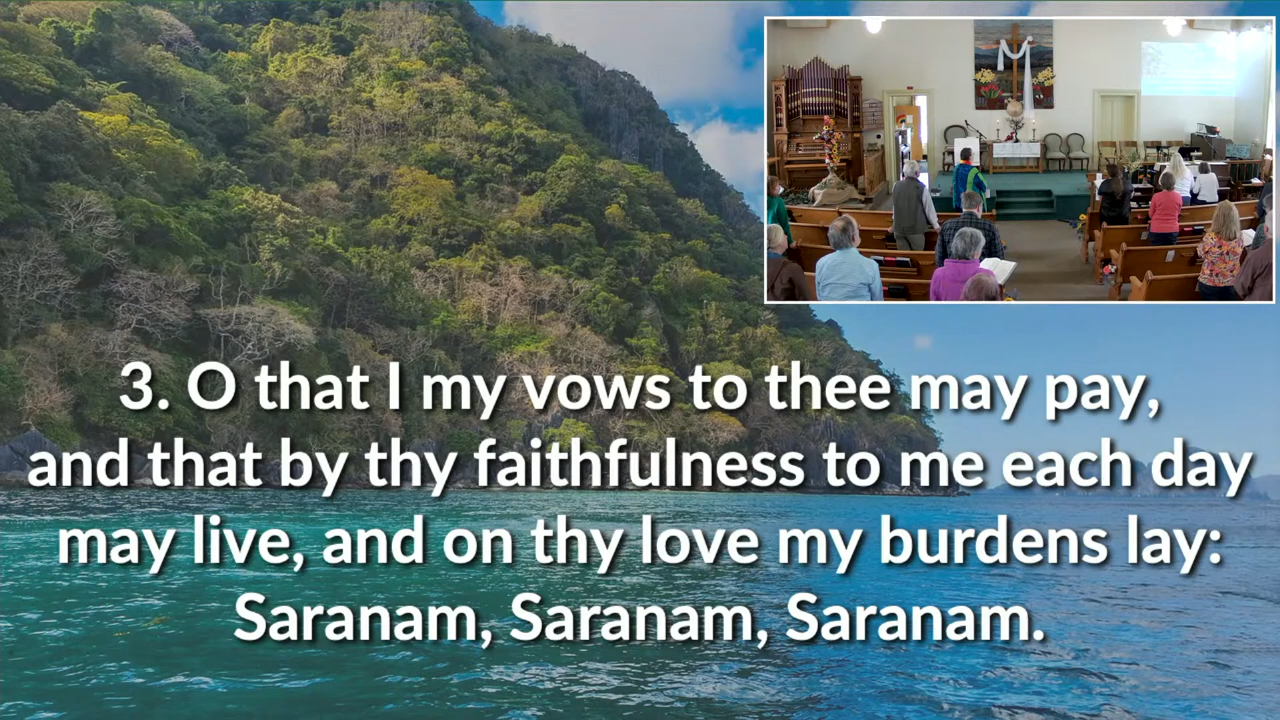 3. O that I my vows to thee may pay,
and that by thy faithfulness to me each day
may live, and on thy love my burdens lay:
Saranam, Saranam, Saranam.